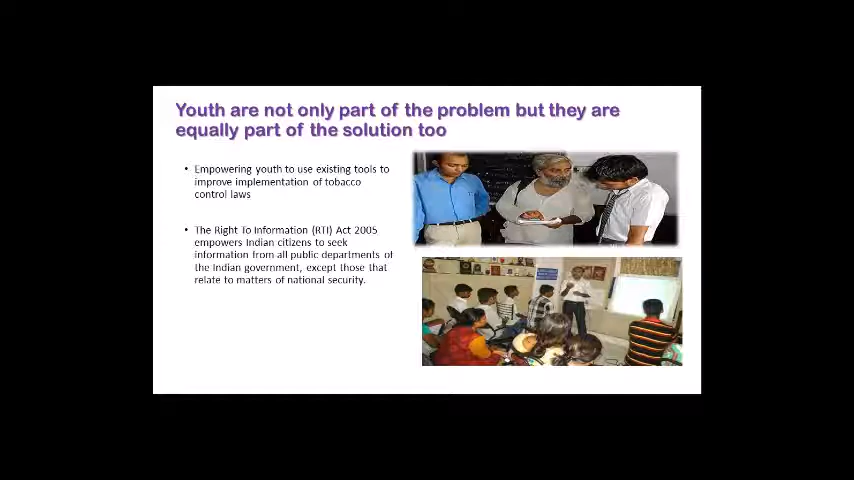 Youth are not only part of the problem but they are
equally part of the solution too
• Empowering youth to use existing tools to
improve implementation of tobacco
control laws
• The Right To Information (RTI) Act 2005
empowers Indian citizens to seek
information from all public departments of
the Indian government, except those that
relate to matters of national security.